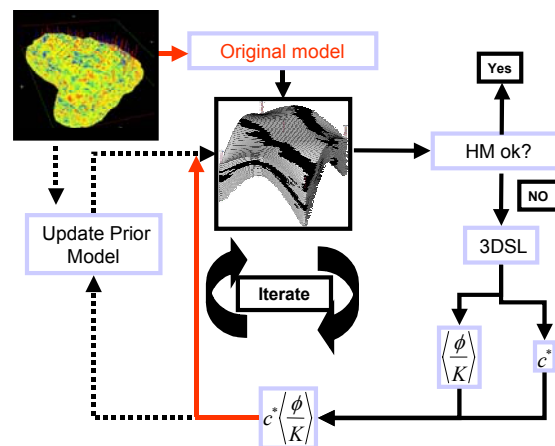 Original model
Yes
HM ok?
NO
Update Prior
Model
3DSL
Iterate
⟨ϕ/K⟩
c*
c*⟨ϕ/K⟩